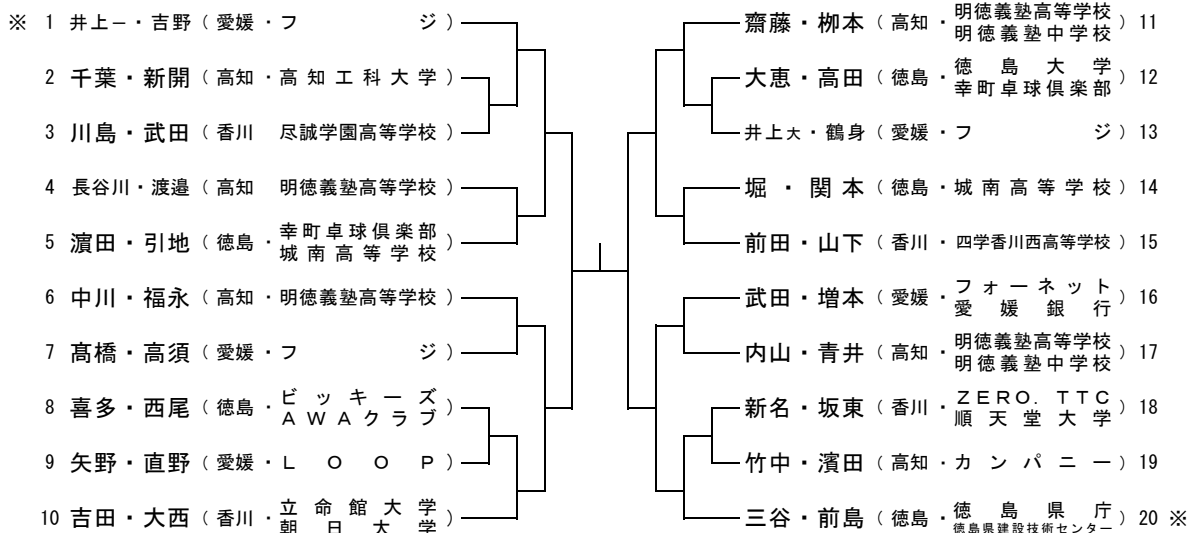 ※ 1 井上一・吉野（愛媛・フジ）
2 千葉・新開（高知・高知工科大学）
3 川島・武田（香川 尽誠学園高等学校）
4 長谷川・渡邉（高知 明徳義塾高等学校）
5 濵田・引地（徳島・幸町卓球倶楽部
城南高等学校）
6 中川・福永（高知・明徳義塾高等学校）
7 髙橋・高須（愛媛・フジ）
8 喜多・西尾（徳島・ビッキーズ
AWAクラブ）
9 矢野・直野（愛媛・LOOP）
10 吉田・大西（香川・立命館大学
朝日大学）
齋藤・栁本（高知・明徳義塾高等学校
明徳義塾中学校）11
大恵・高田（徳島・徳島大学
幸町卓球倶楽部）12
井上大・鶴身（愛媛・フジ）13
堀・関本（徳島・城南高等学校）14
前田・山下（香川・四学香川西高等学校）15
武田・増本（愛媛・フォーネット
愛媛銀行）16
内山・青井（高知・明徳義塾高等学校
明徳義塾中学校）17
新名・坂東（香川・ZERO．TTC
順天堂大学）18
竹中・濱田（高知・カンパニー）19
三谷・前島（徳島・徳島県庁
徳島県建設技術センター）20 ※